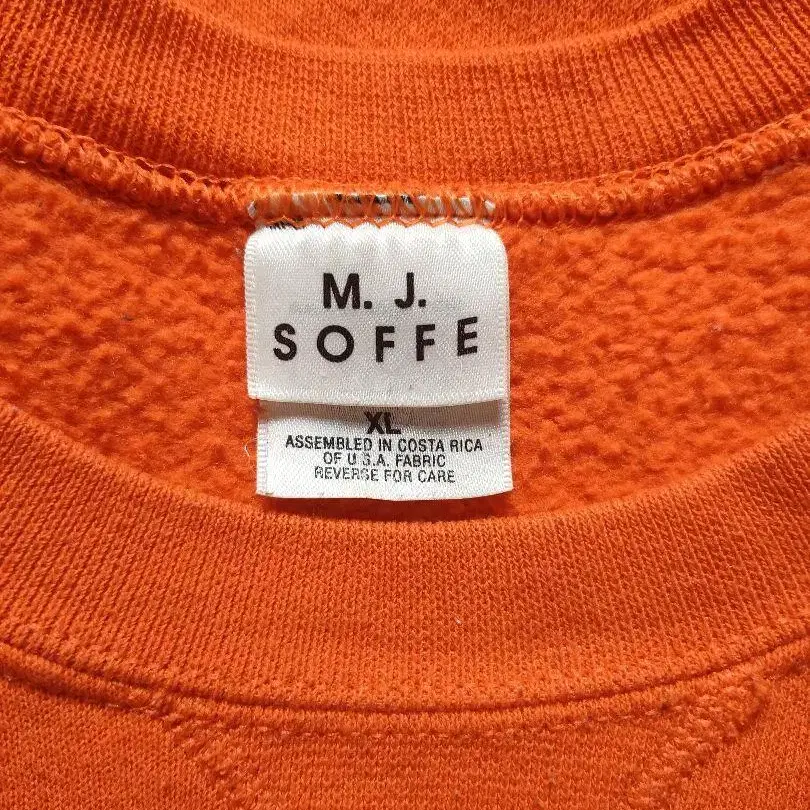 M. J.
SOFFE
XL
ASSEMBLED IN COSTA RICA
OF U.S.A. FABRIC
REVERSE FOR CARE